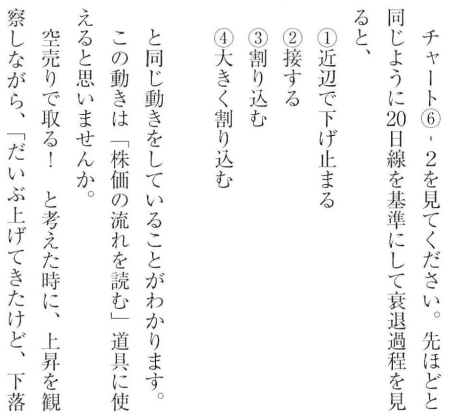 チャート⑥-2を見てください。先ほどと
同じように20日線を基準にして衰退過程を見
ると、
①近辺で下げ止まる
②接する
③割り込む
④大きく割り込む
と同じ動きをしていることがわかります。
この動きは「株価の流れを読む」道具に使
えると思いませんか。
空売りで取る！　と考えた時に、上昇を観
察しながら、「だいぶ上げてきたけど、下落